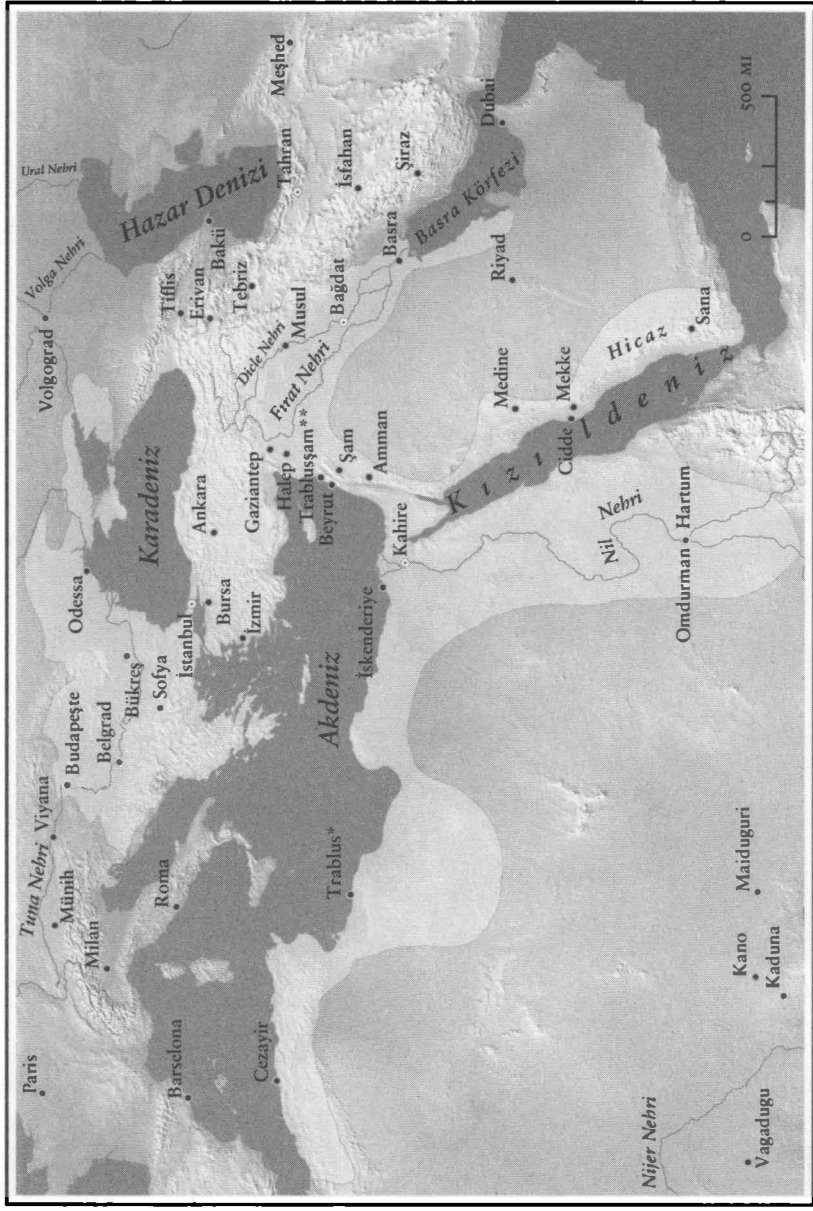 Paris
Münih
Tuna Nehri
Viyana
Budapeşte
Belgrad
Bükreş
Odessa
Volgograd
Volga Nehri
Ural Nehri
Milan
Roma
Sofya
İstanbul
Karadeniz
Bursa
İzmir
Ankara
Tiflis
Erivan
Bakü
Hazar Denizi
Tebriz
Tahran
Meşhed
İsfahan
Şiraz
Barselona
Cezayir
Trablus*
Akdeniz
İskenderiye
Kahire
Gaziantep
Halep
Trablusşam**
Beyrut
Şam
Amman
Dicle Nehri
Fırat Nehri
Musul
Bağdat
Basra
Basra Körfezi
Dubai
Riyad
Medine
Mekke
Cidde
Kızıldeniz
Hicaz
Sana
Nil
Nehri
Omdurman
Hartum
Maiduguri
Kano
Kaduna
Nijer Nehri
Vagadugu
0
500 MI